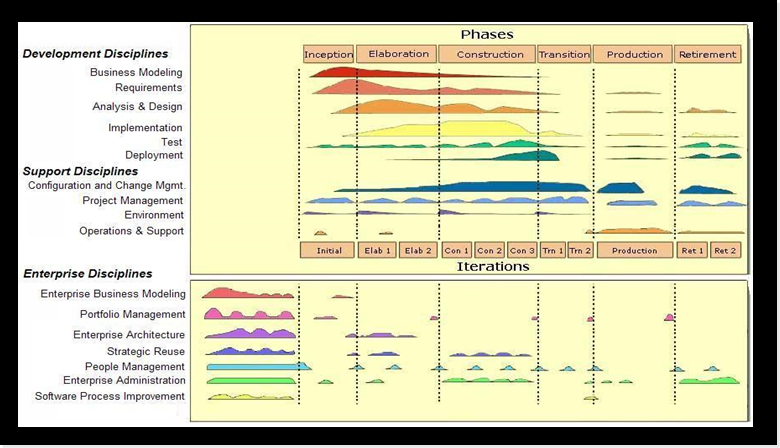 Phases
Development Disciplines
Inception Elaboration Construction Transition Production Retirement
Business Modeling
Requirements
Analysis & Design
Implementation
Test
Deployment
Support Disciplines
Configuration and Change Mgmt.
Project Management
Environment
Operations & Support
Initial Elab 1 Elab 2 Con 1 Con 2 Con 3 Trn 1 Trn 2 Production Ret 1 Ret 2
Iterations
Enterprise Disciplines
Enterprise Business Modeling
Portfolio Management
Enterprise Architecture
Strategic Reuse
People Management
Enterprise Administration
Software Process Improvement